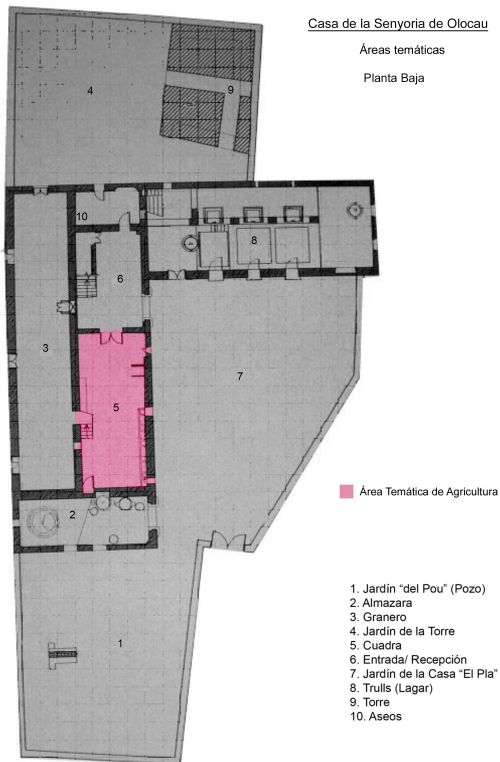 Casa de la Senyoria de Olocau
Áreas temáticas
Planta Baja
4
9
10
8
6
3
7
5
Área Temática de Agricultura
2
1
1. Jardín “del Pou” (Pozo)
2. Almazara
3. Granero
4. Jardín de la Torre
5. Cuadra
6. Entrada/ Recepción
7. Jardín de la Casa “El Pla”
8. Trulls (Lagar)
9. Torre
10. Aseos